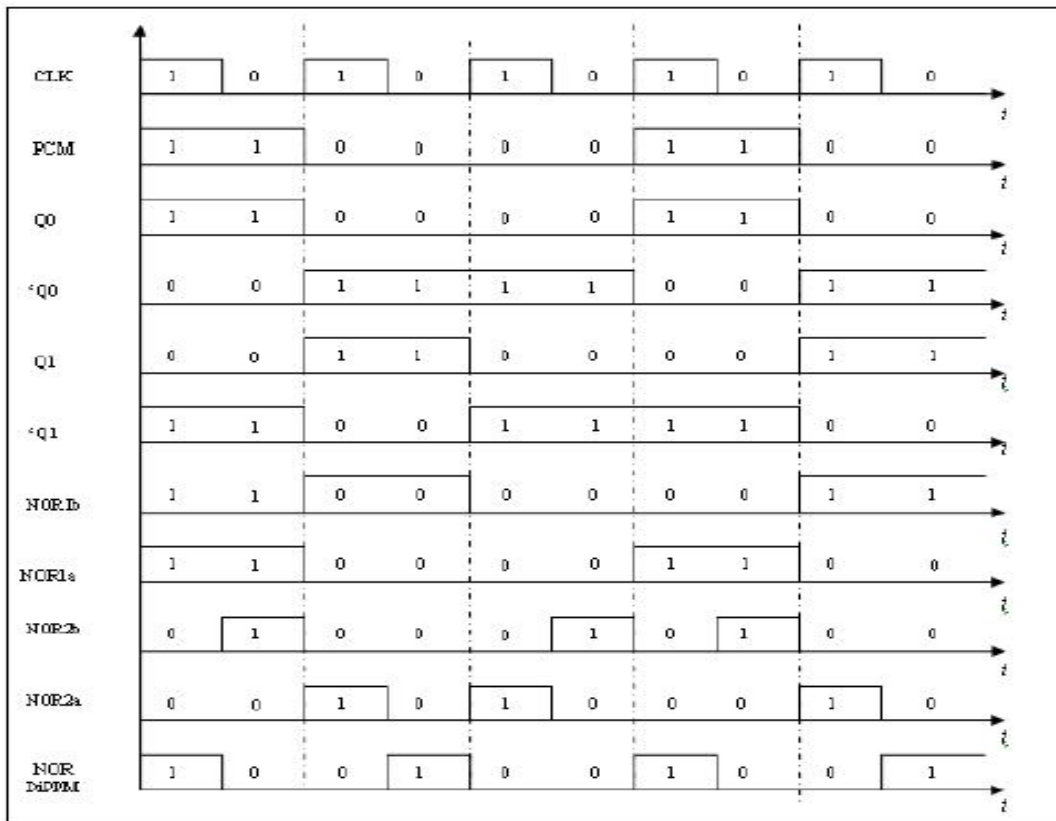 CLK 1 0 1 0 1 0 1 0 1 0
t
PCM 1 1 0 0 0 0 1 1 0 0
t
Q0 1 1 0 0 0 0 1 1 0 0
t
'Q0 0 0 1 1 1 1 0 0 1 1
t
Q1 0 0 1 1 0 0 0 0 1 1
t
'Q1 1 1 0 0 1 1 1 1 0 0
t
NOR1b 1 1 0 0 0 0 0 0 1 1
t
NOR1a 1 1 0 0 0 0 1 1 0 0
t
NOR2b 0 1 0 0 0 1 0 1 0 0
t
NOR2a 0 0 1 0 1 0 0 0 1 0
t
NOR 1 0 0 1 0 0 1 0 0 1
DiPPM
t